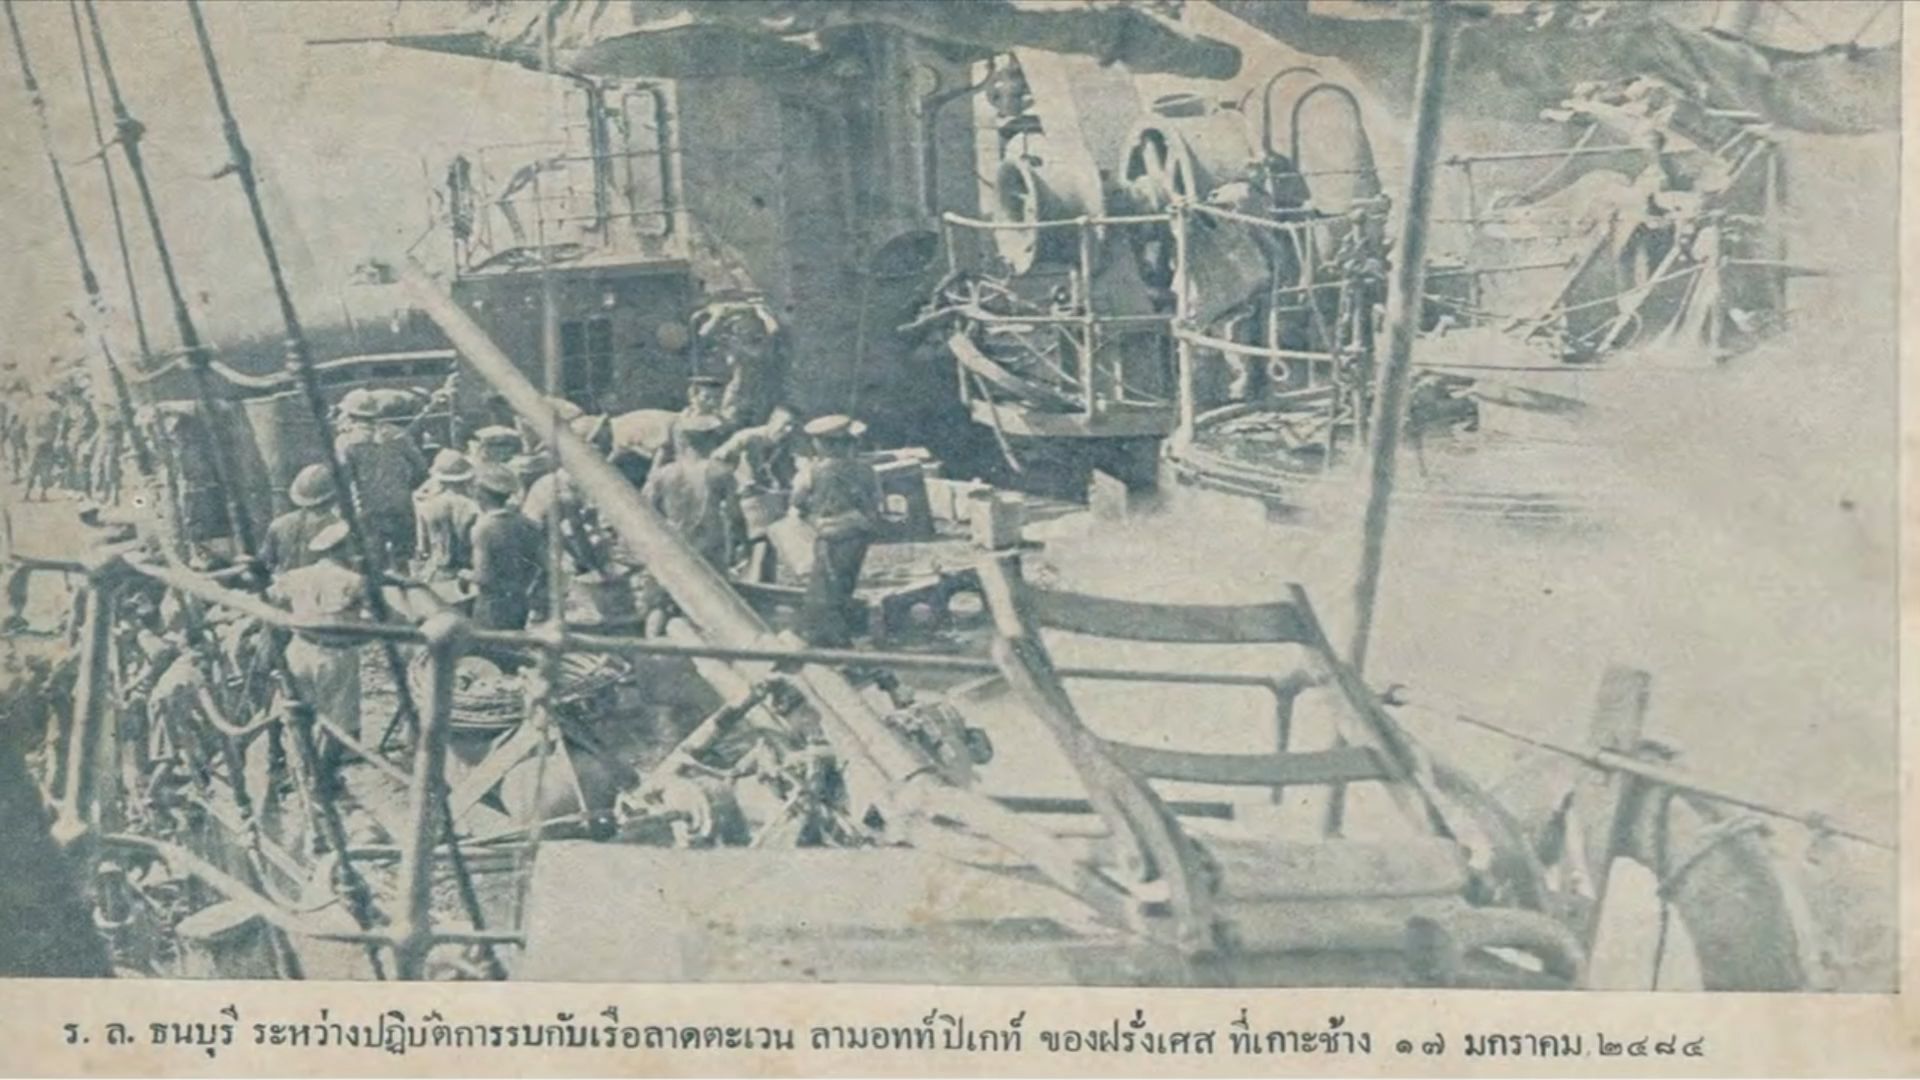 ร. ล. ธนบุรี ระหว่างปฏิบัติการรบกับเรือลาดตะเวน ลามอทท์ปิเกท์ ของฝรั่งเศส ที่เกาะช้าง ๑๗ มกราคม ๒๔๘๔